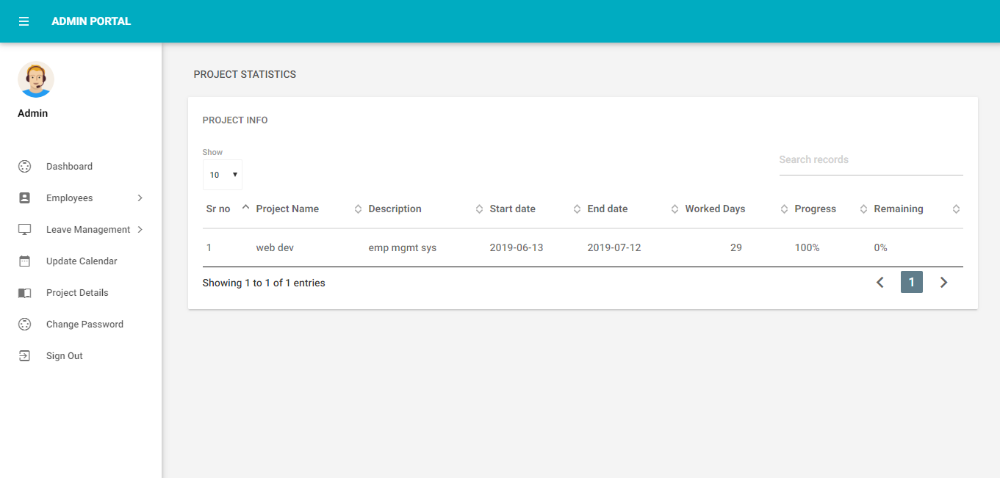 ADMIN PORTAL
Admin
Dashboard
Employees
Leave Management
Update Calendar
Project Details
Change Password
Sign Out
PROJECT STATISTICS
PROJECT INFO
Show
10
Search records
Sr no Project Name Description Start date End date Worked Days Progress Remaining
1 web dev emp mgmt sys 2019-06-13 2019-07-12 29 100% 0%
Showing 1 to 1 of 1 entries
1